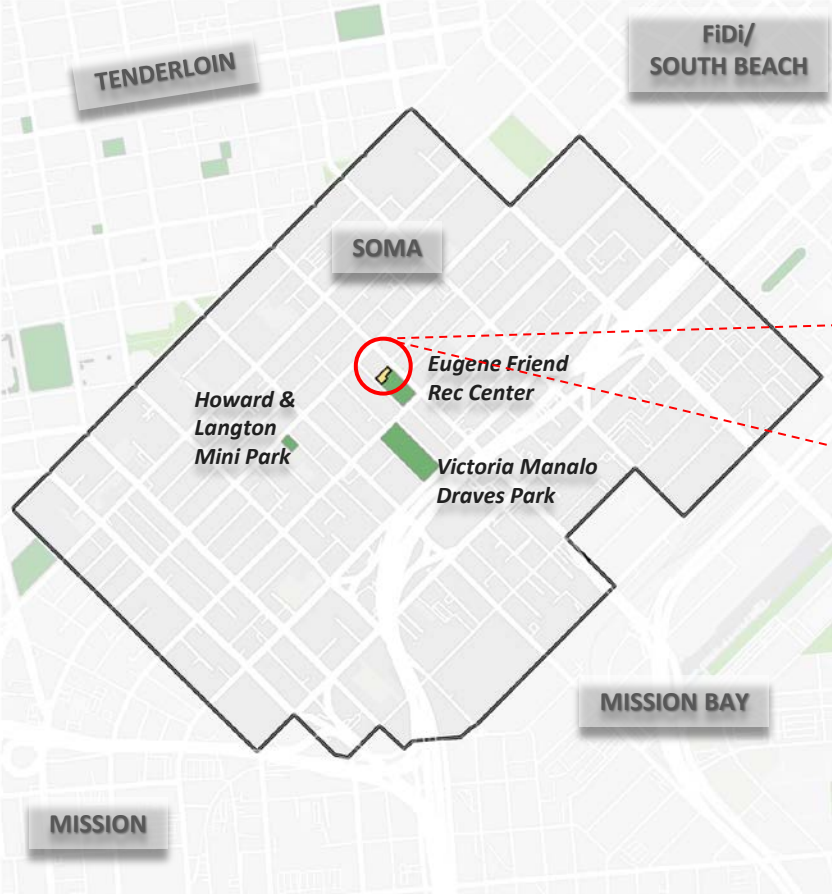 FiDi/
SOUTH BEACH
TENDERLOIN
SOMA
Eugene Friend
Rec Center
Howard &
Langton
Mini Park
Victoria Manalo
Draves Park
MISSION BAY
MISSION